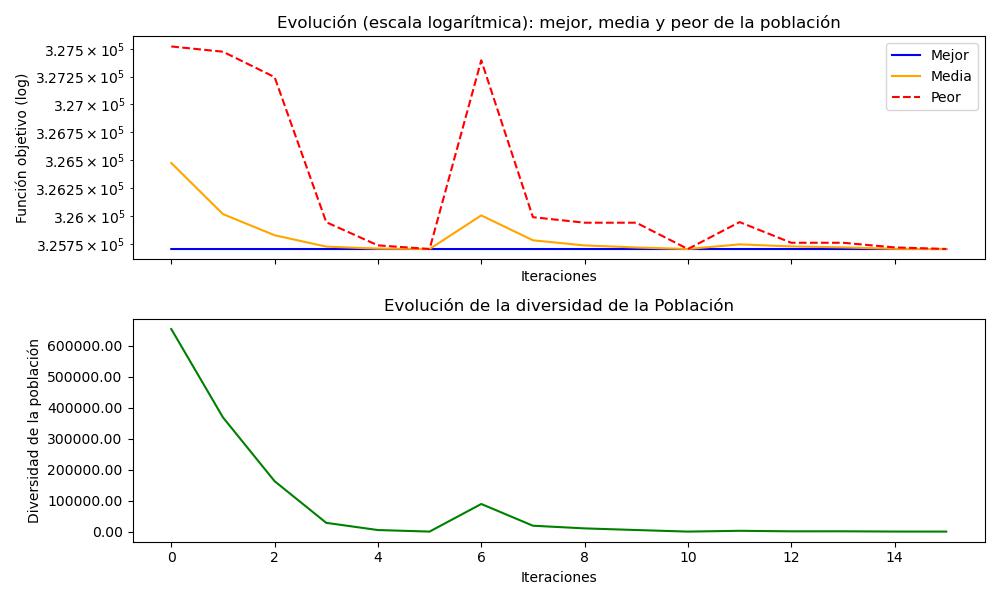 Evolución (escala logarítmica): mejor, media y peor de la población
Función objetivo (log)
3.275 × 10⁵
3.2725 × 10⁵
3.27 × 10⁵
3.2675 × 10⁵
3.265 × 10⁵
3.2625 × 10⁵
3.26 × 10⁵
3.2575 × 10⁵
Mejor
Media
Peor
Iteraciones
Evolución de la diversidad de la Población
Diversidad de la población
600000.00
500000.00
400000.00
300000.00
200000.00
100000.00
0.00
0 2 4 6 8 10 12 14
Iteraciones